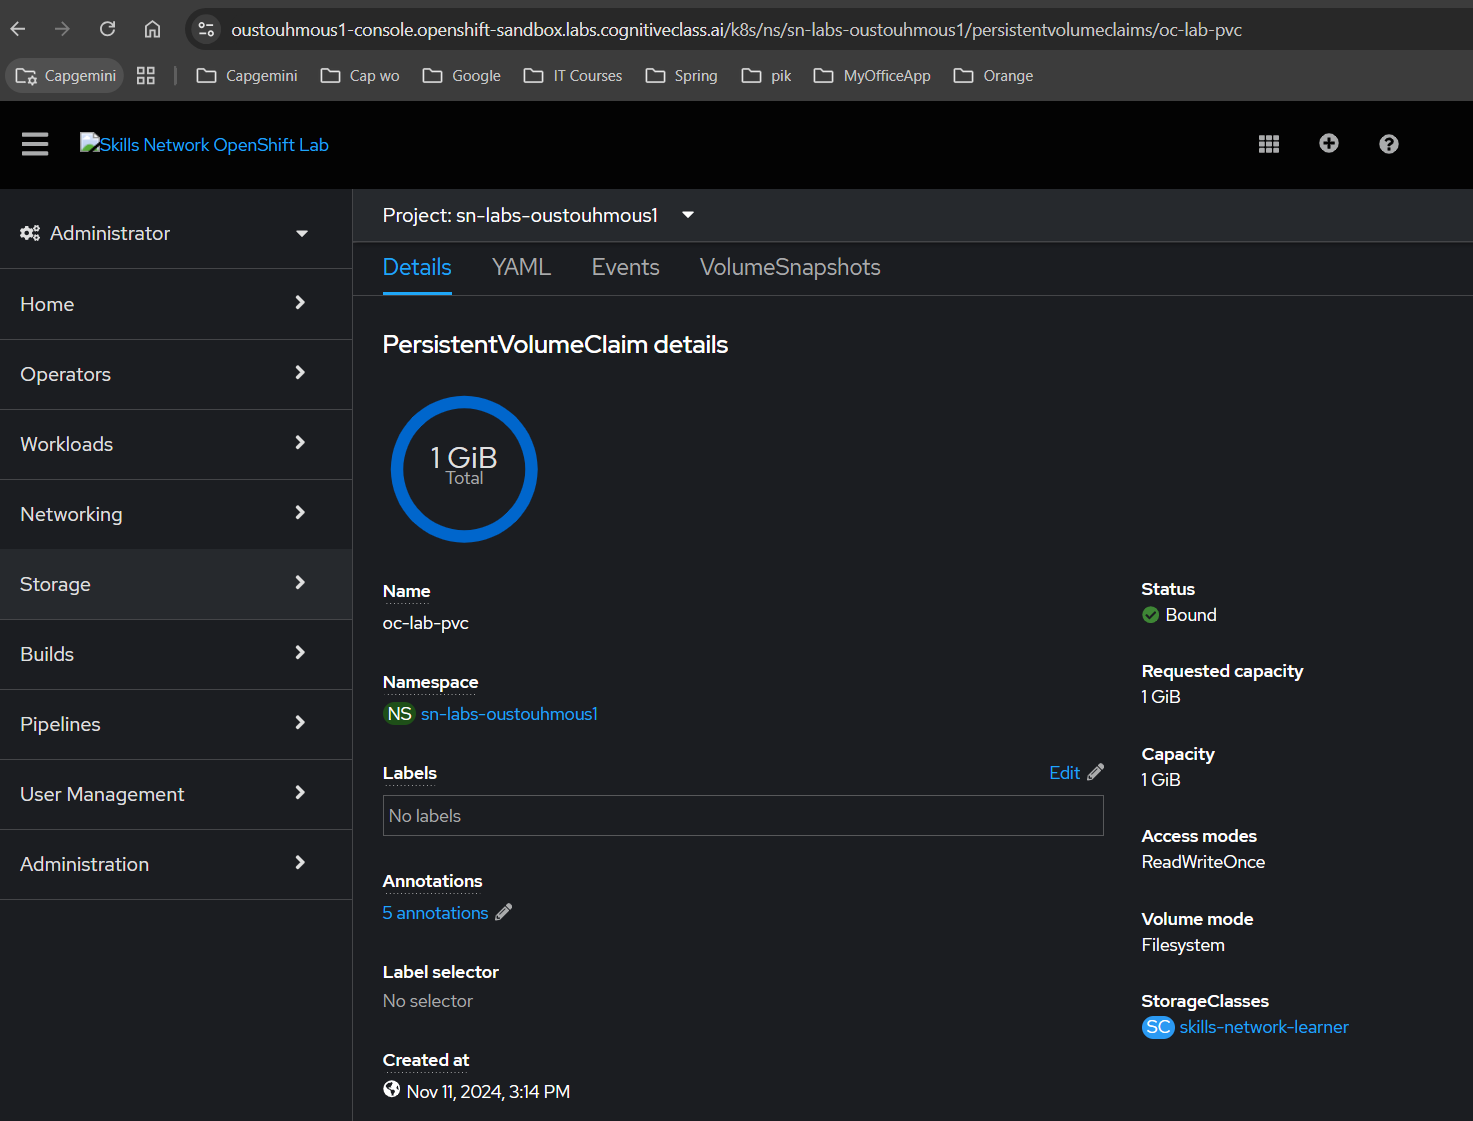 oustouhmous1-console.openshift-sandbox.labs.cognitiveclass.ai/k8s/ns/sn-labs-oustouhmous1/persistentvolumeclaims/oc-lab-pvc
Capgemini
Capgemini
Cap wo
Google
IT Courses
Spring
pik
MyOfficeApp
Orange
Skills Network OpenShift Lab
Administrator
Home
Operators
Workloads
Networking
Storage
Builds
Pipelines
User Management
Administration
Project: sn-labs-oustouhmous1
Details YAML Events VolumeSnapshots
PersistentVolumeClaim details
1 GiB
Total
Name
oc-lab-pvc
Namespace
NS sn-labs-oustouhmous1
Labels
Edit
No labels
Annotations
5 annotations
Label selector
No selector
Created at
Nov 11, 2024, 3:14 PM
Status
Bound
Requested capacity
1 GiB
Capacity
1 GiB
Access modes
ReadWriteOnce
Volume mode
Filesystem
StorageClasses
SC skills-network-learner